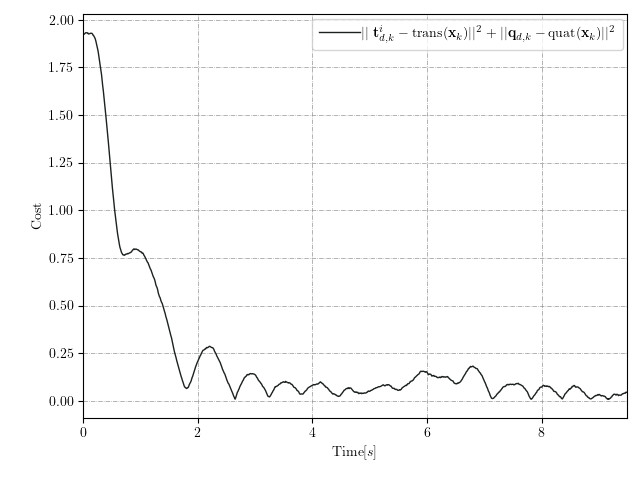 || t^i_{d,k} − trans(x_k)||² + ||q_{d,k} − quat(x_k)||²
2.00
1.75
1.50
1.25
1.00
0.75
0.50
0.25
0.00
Cost
0 2 4 6 8
Time[s]